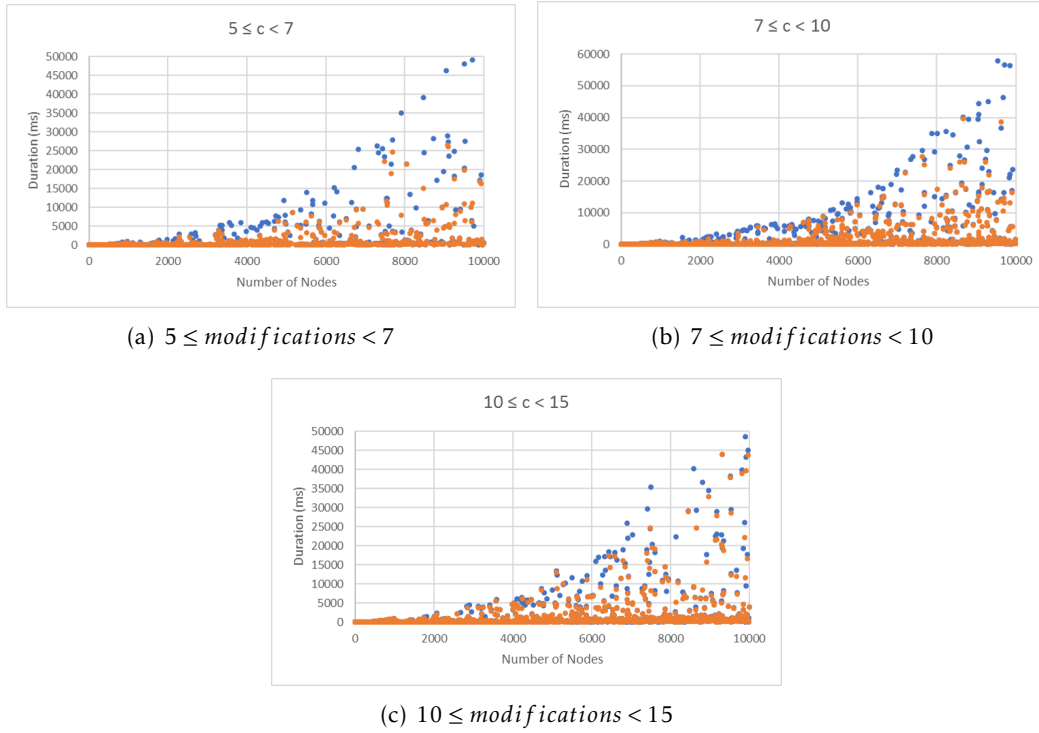 5 ≤ c < 7
50000
45000
40000
35000
30000
25000
20000
15000
10000
5000
0
Duration (ms)
0 2000 4000 6000 8000 10000
Number of Nodes
(a) 5 ≤ modifications < 7
7 ≤ c < 10
60000
50000
40000
30000
20000
10000
0
Duration (ms)
0 2000 4000 6000 8000 10000
Number of Nodes
(b) 7 ≤ modifications < 10
10 ≤ c < 15
50000
45000
40000
35000
30000
25000
20000
15000
10000
5000
0
Duration (ms)
0 2000 4000 6000 8000 10000
Number of Nodes
(c) 10 ≤ modifications < 15